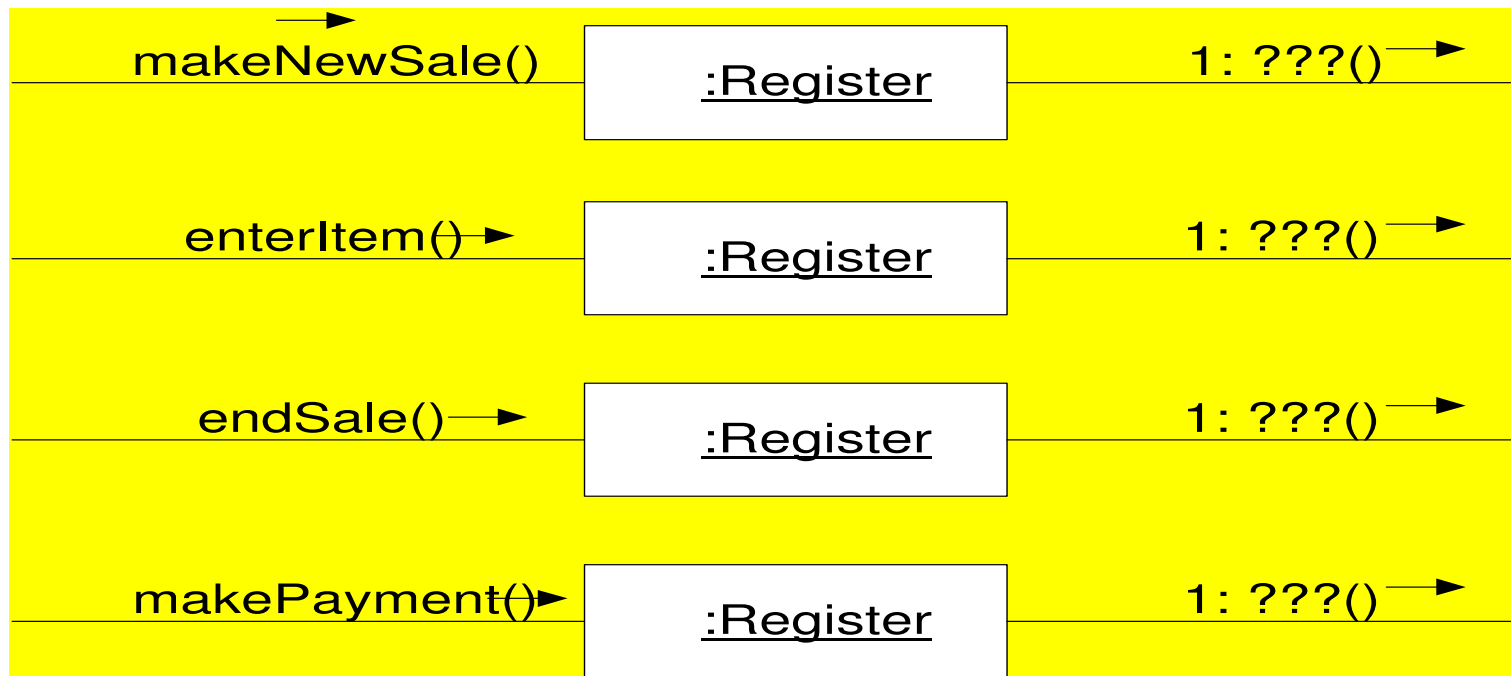 makeNewSale() :Register 1: ???()
enterItem() :Register 1: ???()
endSale() :Register 1: ???()
makePayment() :Register 1: ???()